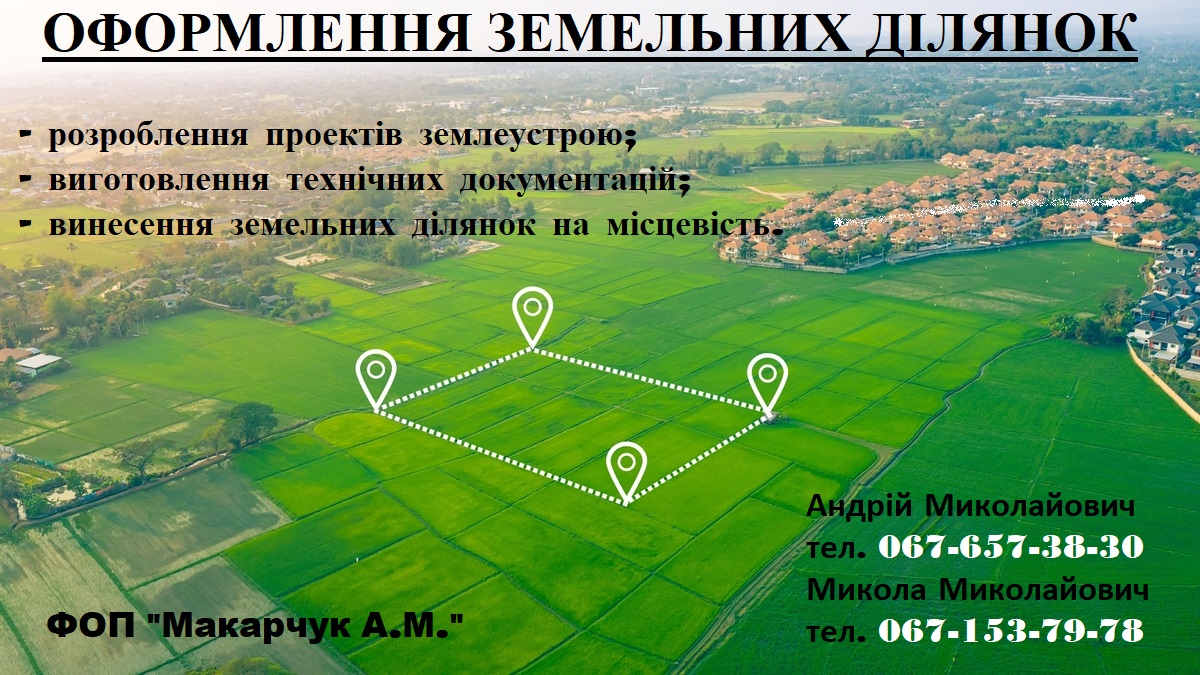 ОФОРМЛЕННЯ ЗЕМЕЛЬНИХ ДІЛЯНОК
- розроблення проектів землеустрою;
- виготовлення технічних документацій;
- винесення земельних ділянок на місцевість.
Андрій Миколайович
тел. 067-657-38-30
Микола Миколайович
тел. 067-153-79-78
ФОП "Макарчук А.М."